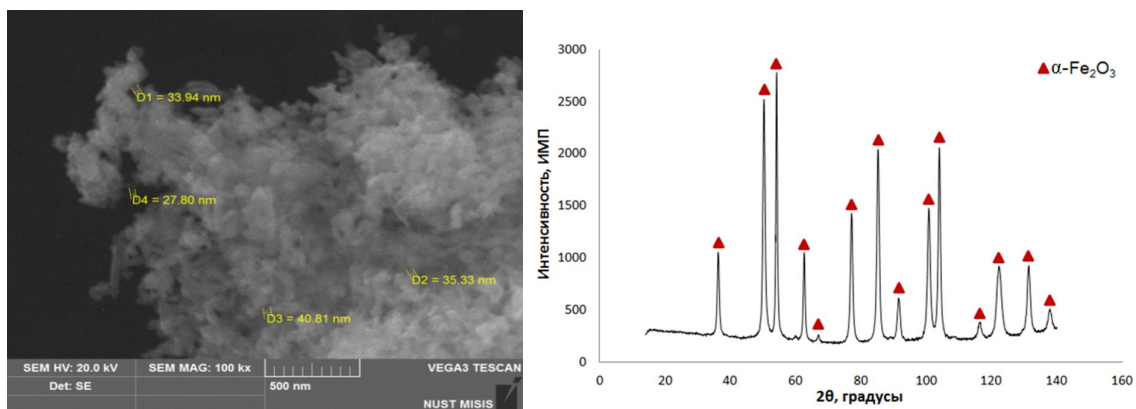 D1 = 33.94 nm
D4 = 27.80 nm
D2 = 35.33 nm
D3 = 40.81 nm
SEM HV: 20.0 kV SEM MAG: 100 kx VEGA3 TESCAN
Det: SE 500 nm
NUST MISIS
3000
2500
2000
1500
1000
500
0
0 20 40 60 80 100 120 140 160
Интенсивность, ИМП
2θ, градусы
α-Fe₂O₃